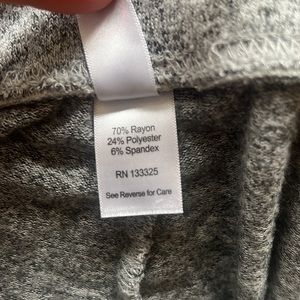 70% Rayon
24% Polyester
6% Spandex
RN 133325
See Reverse for Care